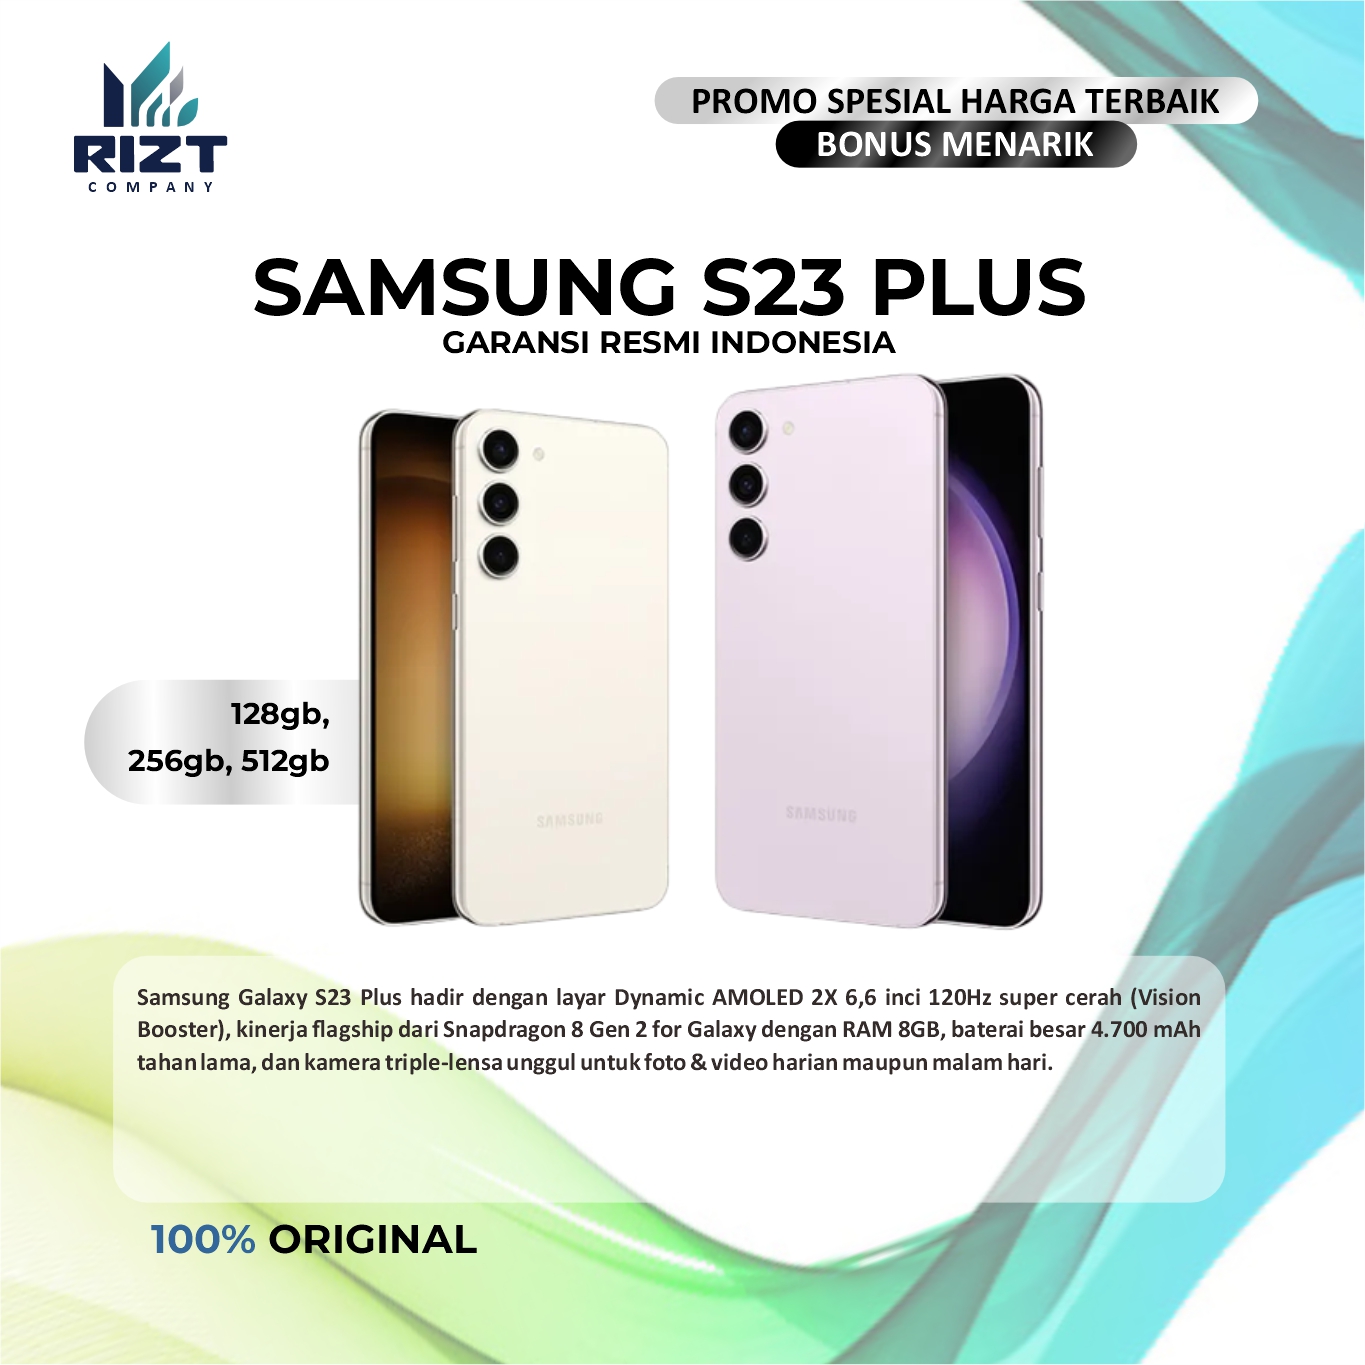 RIZT
COMPANY
PROMO SPESIAL HARGA TERBAIK
BONUS MENARIK
SAMSUNG S23 PLUS
GARANSI RESMI INDONESIA
128gb,
256gb, 512gb
SAMSUNG
SAMSUNG
Samsung Galaxy S23 Plus hadir dengan layar Dynamic AMOLED 2X 6,6 inci 120Hz super cerah (Vision
Booster), kinerja flagship dari Snapdragon 8 Gen 2 for Galaxy dengan RAM 8GB, baterai besar 4.700 mAh
tahan lama, dan kamera triple-lensa unggul untuk foto & video harian maupun malam hari.
100% ORIGINAL